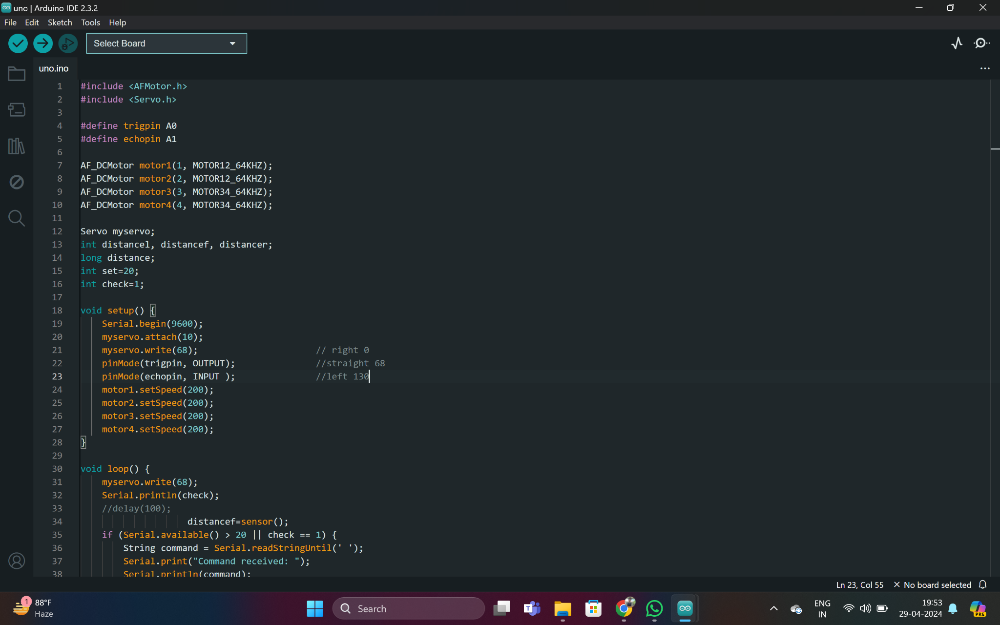 uno | Arduino IDE 2.3.2
File Edit Sketch Tools Help
Select Board
uno.ino
1 #include <AFMotor.h>
2 #include <Servo.h>
3
4 #define trigpin A0
5 #define echopin A1
6
7 AF_DCMotor motor1(1, MOTOR12_64KHZ);
8 AF_DCMotor motor2(2, MOTOR12_64KHZ);
9 AF_DCMotor motor3(3, MOTOR34_64KHZ);
10 AF_DCMotor motor4(4, MOTOR34_64KHZ);
11
12 Servo myservo;
13 int distancel, distancef, distancer;
14 long distance;
15 int set=20;
16 int check=1;
17
18 void setup() {
19 Serial.begin(9600);
20 myservo.attach(10);
21 myservo.write(68); // right 0
22 pinMode(trigpin, OUTPUT); //straight 68
23 pinMode(echopin, INPUT ); //left 130
24 motor1.setSpeed(200);
25 motor2.setSpeed(200);
26 motor3.setSpeed(200);
27 motor4.setSpeed(200);
28 }
29
30 void loop() {
31 myservo.write(68);
32 Serial.println(check);
33 //delay(100);
34 distancef=sensor();
35 if (Serial.available() > 20 || check == 1) {
36 String command = Serial.readStringUntil(' ');
37 Serial.print("Command received: ");
38 Serial.println(command);
Ln 23, Col 55 × No board selected
1 88°F
Haze
Search
T
PRE
ENG
IN
19:53
29-04-2024